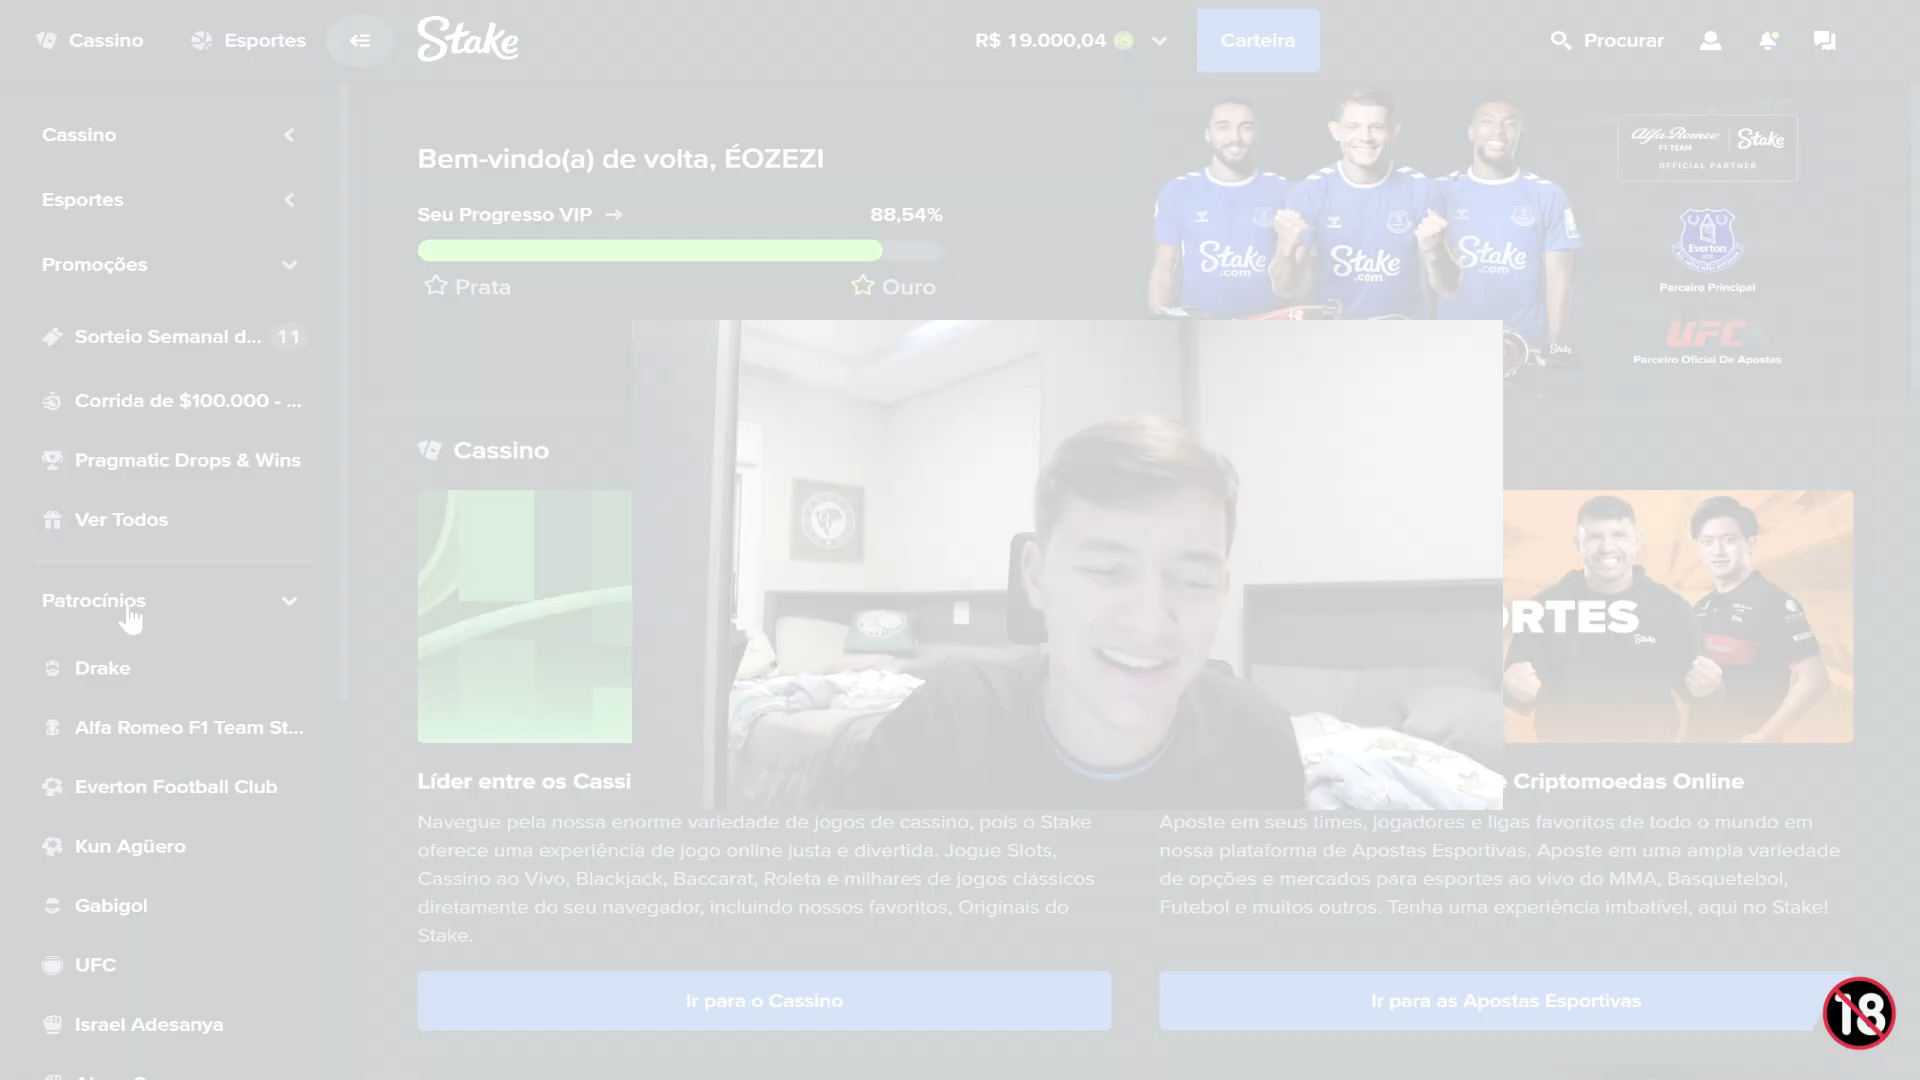 Cassino
Esportes
Stake
R$ 19.000,04
Carteira
Procurar
Cassino
Esportes
Promoções
Sorteio Semanal d... 11
Corrida de $100.000 - ...
Pragmatic Drops & Wins
Ver Todos
Patrocínios
Drake
Alfa Romeo F1 Team St...
Everton Football Club
Kun Agüero
Gabigol
UFC
Israel Adesanya
Bem-vindo(a) de volta, ÉOZEZI
Seu Progresso VIP
88,54%
Prata
Ouro
Stake
.com
Stake
.com
Stake
.com
Stake
Alfa Romeo
F1 TEAM
Stake
OFFICIAL PARTNER
Everton
Parceiro Principal
UFC
Parceiro Oficial De Apostas
Cassino
ORTES
Stake
Líder entre os Cassi
Navegue pela nossa enorme variedade de jogos de cassino, pois o Stake
oferece uma experiência de jogo online justa e divertida. Jogue Slots,
Cassino ao Vivo, Blackjack, Baccarat, Roleta e milhares de jogos clássicos
diretamente do seu navegador, incluindo nossos favoritos, Originais do
Stake.
Ir para o Cassino
Criptomoedas Online
Aposte em seus times, jogadores e ligas favoritos de todo o mundo em
nossa plataforma de Apostas Esportivas. Aposte em uma ampla variedade
de opções e mercados para esportes ao vivo do MMA, Basquetebol,
Futebol e muitos outros. Tenha uma experiência imbatível, aqui no Stake!
Ir para as Apostas Esportivas
18